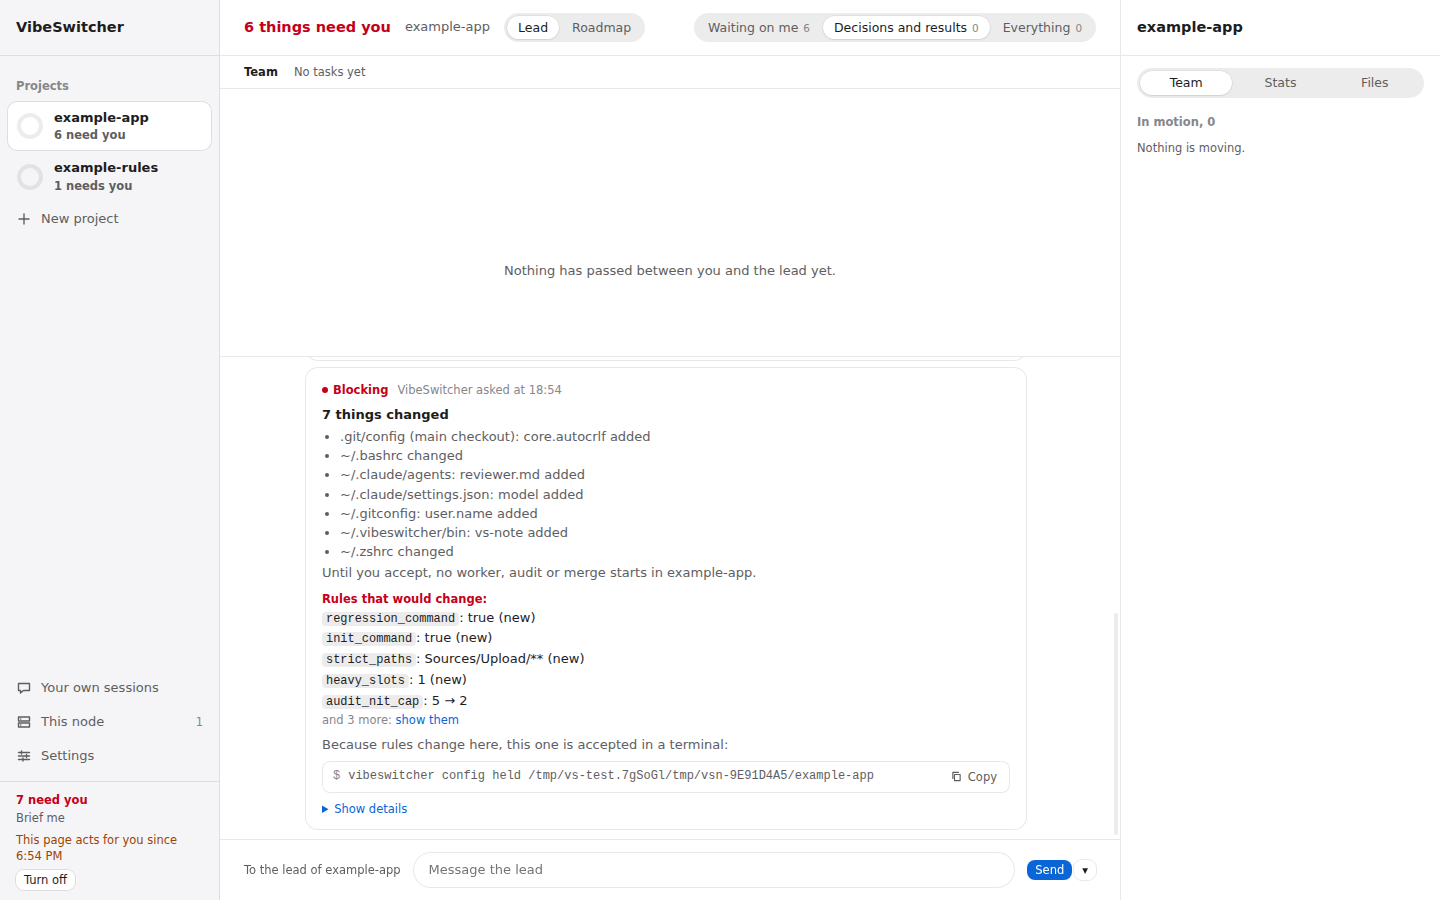 VibeSwitcher
Projects
example-app
6 need you
example-rules
1 needs you
New project
Your own sessions
This node 1
Settings
7 need you
Brief me
This page acts for you since
6:54 PM
Turn off
6 things need you example-app Lead Roadmap Waiting on me 6 Decisions and results 0 Everything 0
Team No tasks yet
Nothing has passed between you and the lead yet.
Blocking VibeSwitcher asked at 18:54
7 things changed
• .git/config (main checkout): core.autocrlf added
• ~/.bashrc changed
• ~/.claude/agents: reviewer.md added
• ~/.claude/settings.json: model added
• ~/.gitconfig: user.name added
• ~/.vibeswitcher/bin: vs-note added
• ~/.zshrc changed
Until you accept, no worker, audit or merge starts in example-app.
Rules that would change:
regression_command: true (new)
init_command: true (new)
strict_paths: Sources/Upload/** (new)
heavy_slots: 1 (new)
audit_nit_cap: 5 → 2
and 3 more: show them
Because rules change here, this one is accepted in a terminal:
$ vibeswitcher config held /tmp/vs-test.7gSoGl/tmp/vsn-9E91D4A5/example-app Copy
Show details
To the lead of example-app Message the lead Send
example-app
Team Stats Files
In motion, 0
Nothing is moving.